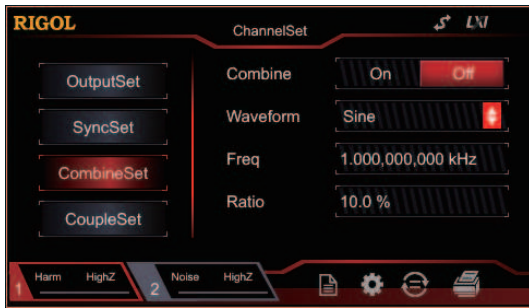 RIGOL
ChannelSet
LXI
OutputSet
SyncSet
CombineSet
CoupleSet
Combine On Off
Waveform Sine
Freq 1.000,000,000 kHz
Ratio 10.0 %
1 Harm HighZ
2 Noise HighZ